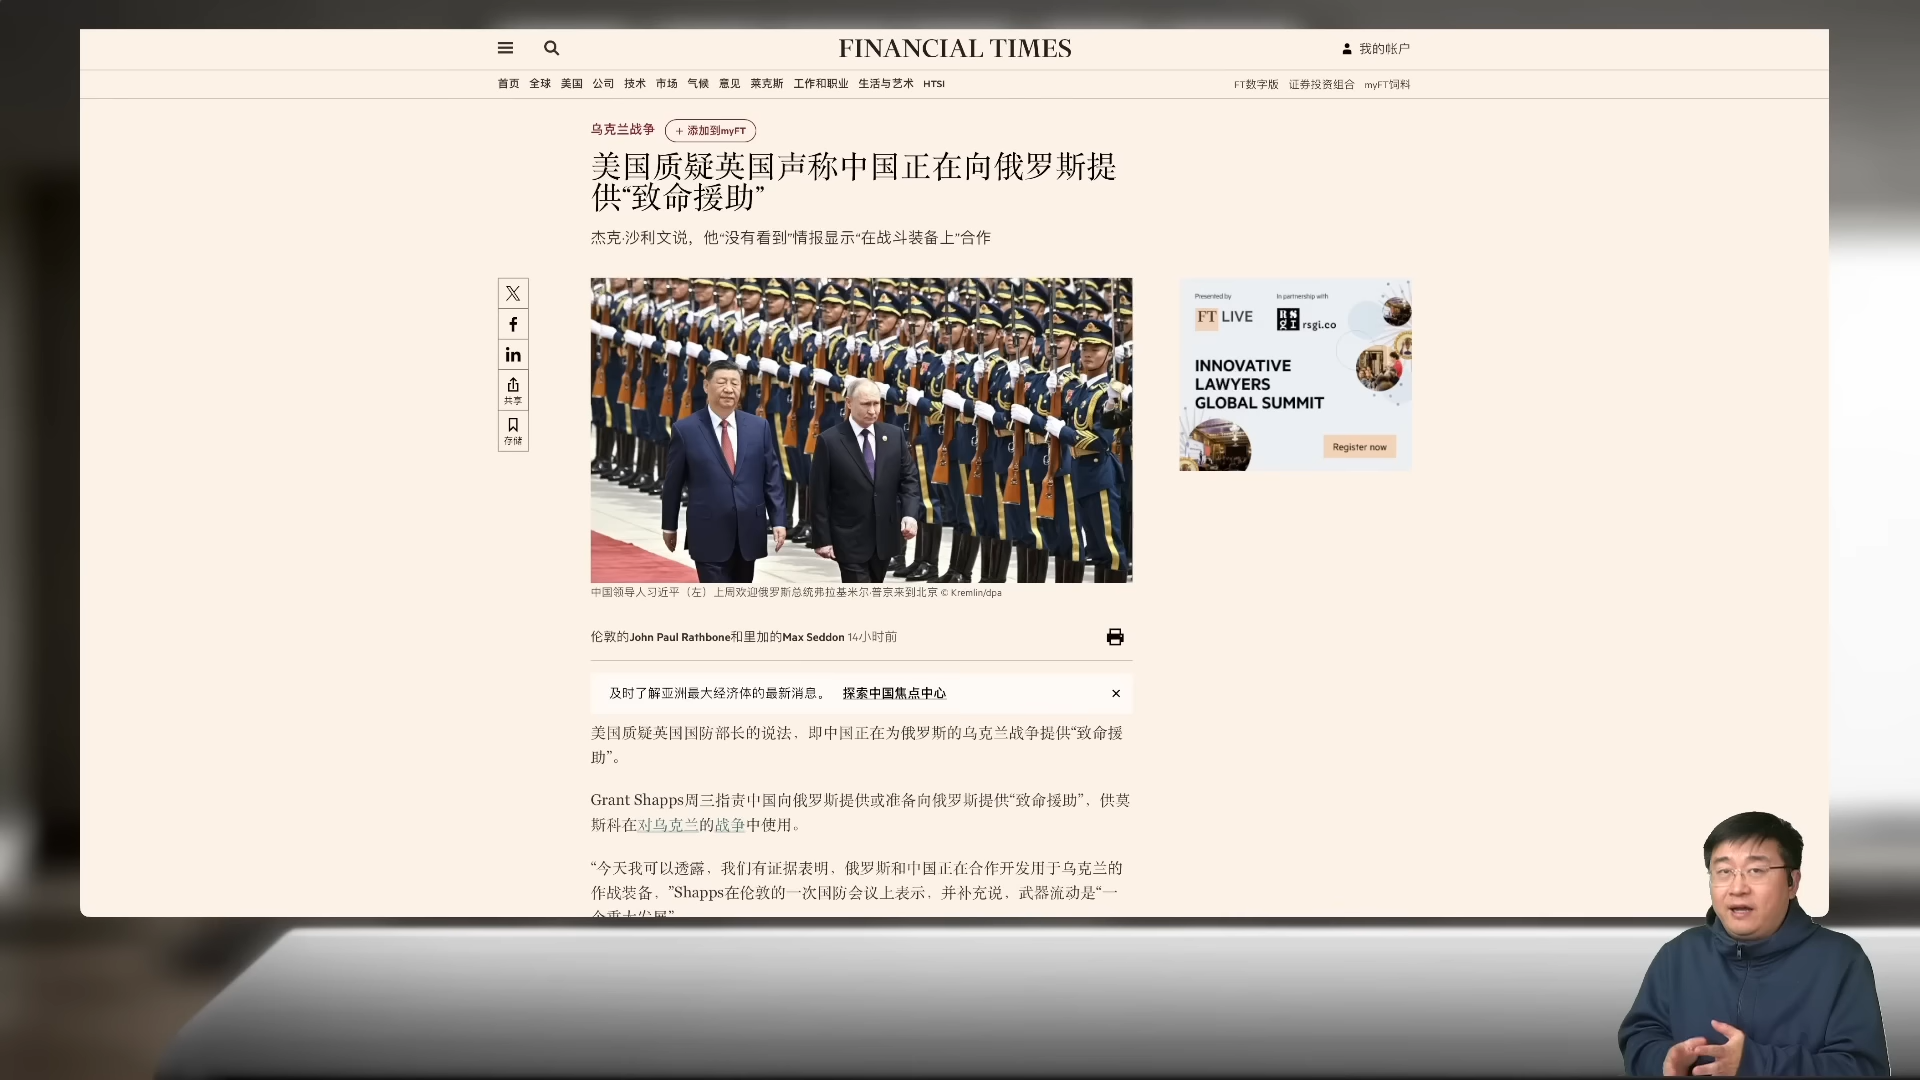 FINANCIAL TIMES
我的帐户
首页 全球 美国 公司 技术 市场 气候 意见 莱克斯 工作和职业 生活与艺术 HTSI
FT数字版 证券投资组合 myFT饲料
乌克兰战争 + 添加到myFT
美国质疑英国声称中国正在向俄罗斯提
供“致命援助”
杰克·沙利文说，他“没有看到”情报显示“在战斗装备上”合作
共享
存储
Presented by
In partnership with
FT LIVE
RSGI rsgi.co
INNOVATIVE
LAWYERS
GLOBAL SUMMIT
Register now
中国领导人习近平（左）上周欢迎俄罗斯总统弗拉基米尔·普京来到北京 © Kremlin/dpa
伦敦的John Paul Rathbone和里加的Max Seddon 14小时前
及时了解亚洲最大经济体的最新消息。 探索中国焦点中心
美国质疑英国国防部长的说法，即中国正在为俄罗斯的乌克兰战争提供“致命援
助”。
Grant Shapps周三指责中国向俄罗斯提供或准备向俄罗斯提供“致命援助”，供莫
斯科在对乌克兰的战争中使用。
“今天我可以透露，我们有证据表明，俄罗斯和中国正在合作开发用于乌克兰的
作战装备，”Shapps在伦敦的一次国防会议上表示，并补充说，武器流动是“一
个重大发展”